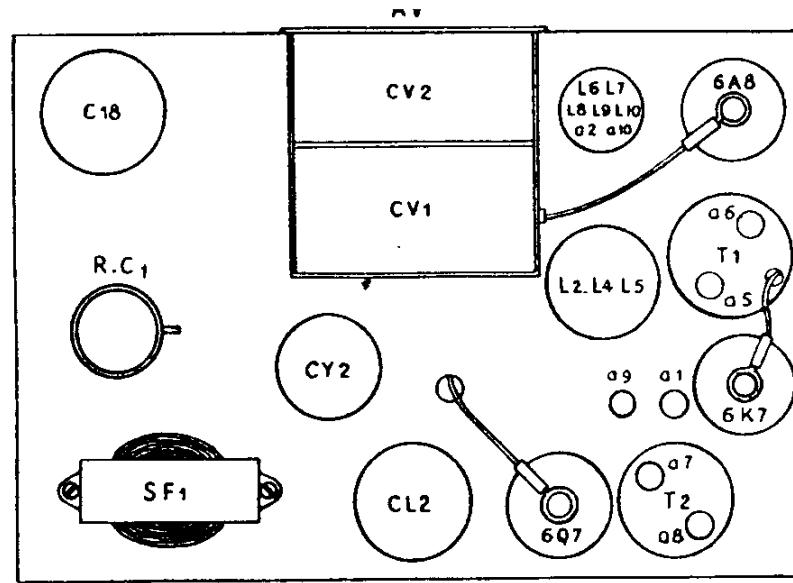 AV
CV2
L6 L7
L8 L9 L10
a2 a10
6A8
C18
CV1
a6
T1
a5
R.C1
L2. L4 L5
CY2
a9 a1
6K7
a7
SF1
CL2
T2
6Q7
a8